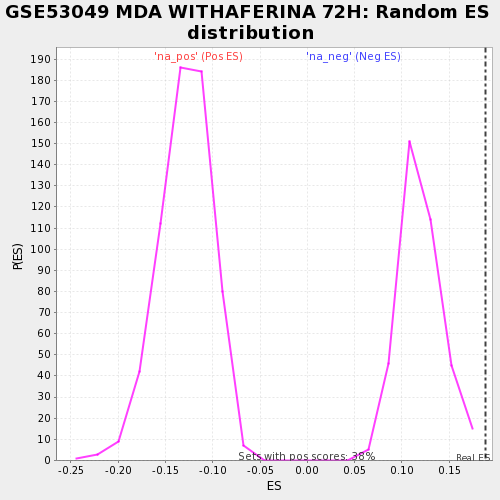 GSE53049 MDA WITHAFERINA 72H: Random ES
distribution
'na_pos' (Pos ES) 'na_neg' (Neg ES)
P(ES)
190
180
170
160
150
140
130
120
110
100
90
80
70
60
50
40
30
20
10
0
Sets with pos scores: 38%
Real ES
-0.25 -0.20 -0.15 -0.10 -0.05 0.00 0.05 0.10 0.15
ES